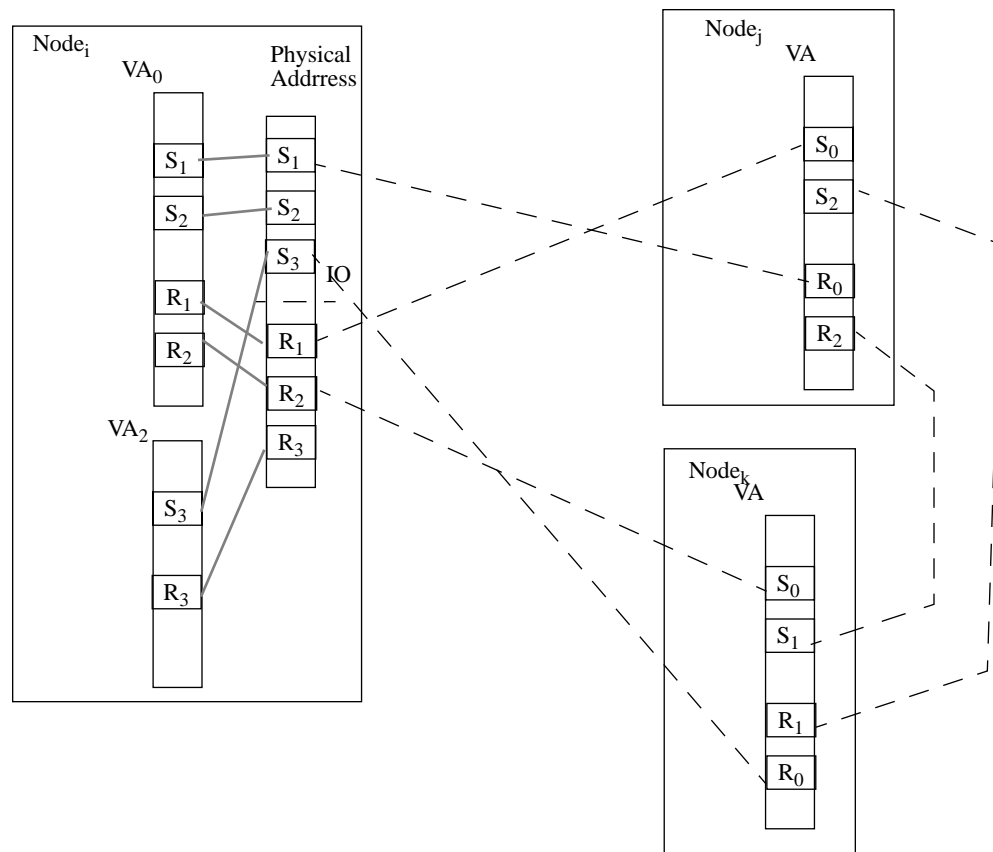 Node_i
VA_0
Physical
Addrress
S_1
S_2
R_1
R_2
S_1
S_2
S_3
IO
R_1
R_2
R_3
VA_2
S_3
R_3
Node_j
VA
S_0
S_2
R_0
R_2
Node_k
VA
S_0
S_1
R_1
R_0